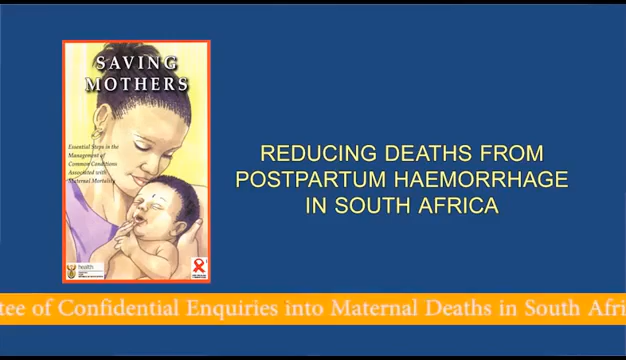 SAVING
MOTHERS
Essential Steps in the
Management of
Common Conditions
Associated with
Maternal Mortality
health
REDUCING DEATHS FROM
POSTPARTUM HAEMORRHAGE
IN SOUTH AFRICA
tee of Confidential Enquiries into Maternal Deaths in South Afri